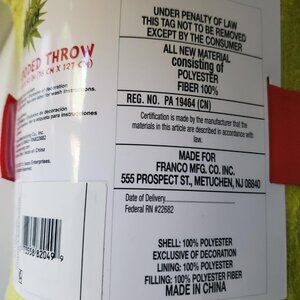 ODED THROW
UNDER PENALTY OF LAW
THIS TAG NOT TO BE REMOVED
EXCEPT BY THE CONSUMER
ALL NEW MATERIAL
consisting of
POLYESTER
FIBER 100%
REG. NO. PA 19464 (CN)
Certification is made by the manufacturer that the
materials in this article are described in accordance with
law.
MADE FOR
FRANCO MFG. CO. INC.
555 PROSPECT ST., METUCHEN, NJ 08840
Date of Delivery
Federal RN #22682
SHELL: 100% POLYESTER
EXCLUSIVE OF DECORATION
LINING: 100% POLYESTER
FILLING: 100% POLYESTER FIBER
MADE IN CHINA